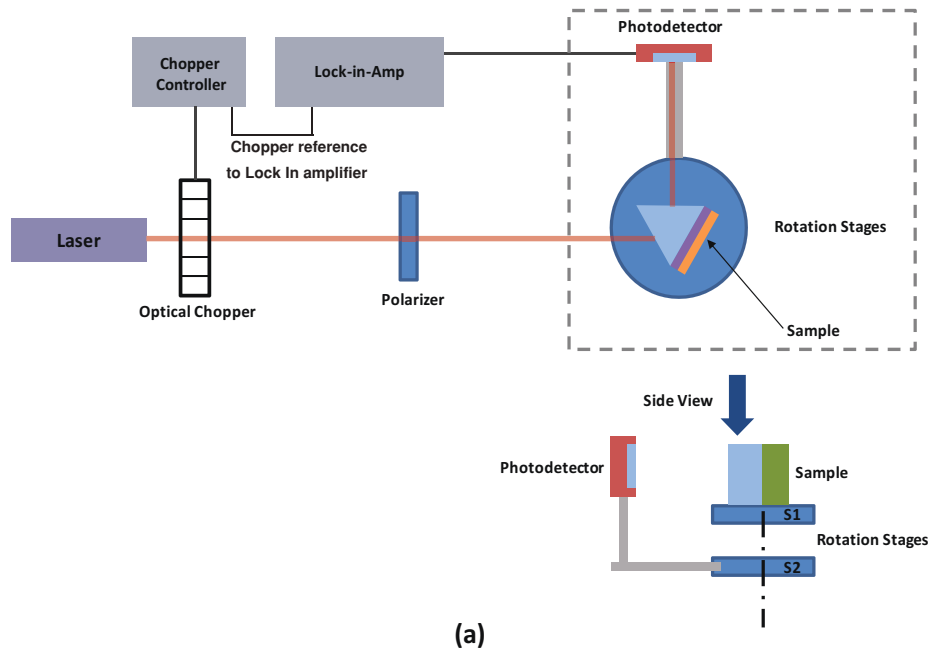 Photodetector
Chopper
Controller
Lock-in-Amp
Chopper reference
to Lock In amplifier
Laser
Rotation Stages
Polarizer
Optical Chopper
Sample
Side View
Photodetector
Sample
S1
Rotation Stages
S2
(a)